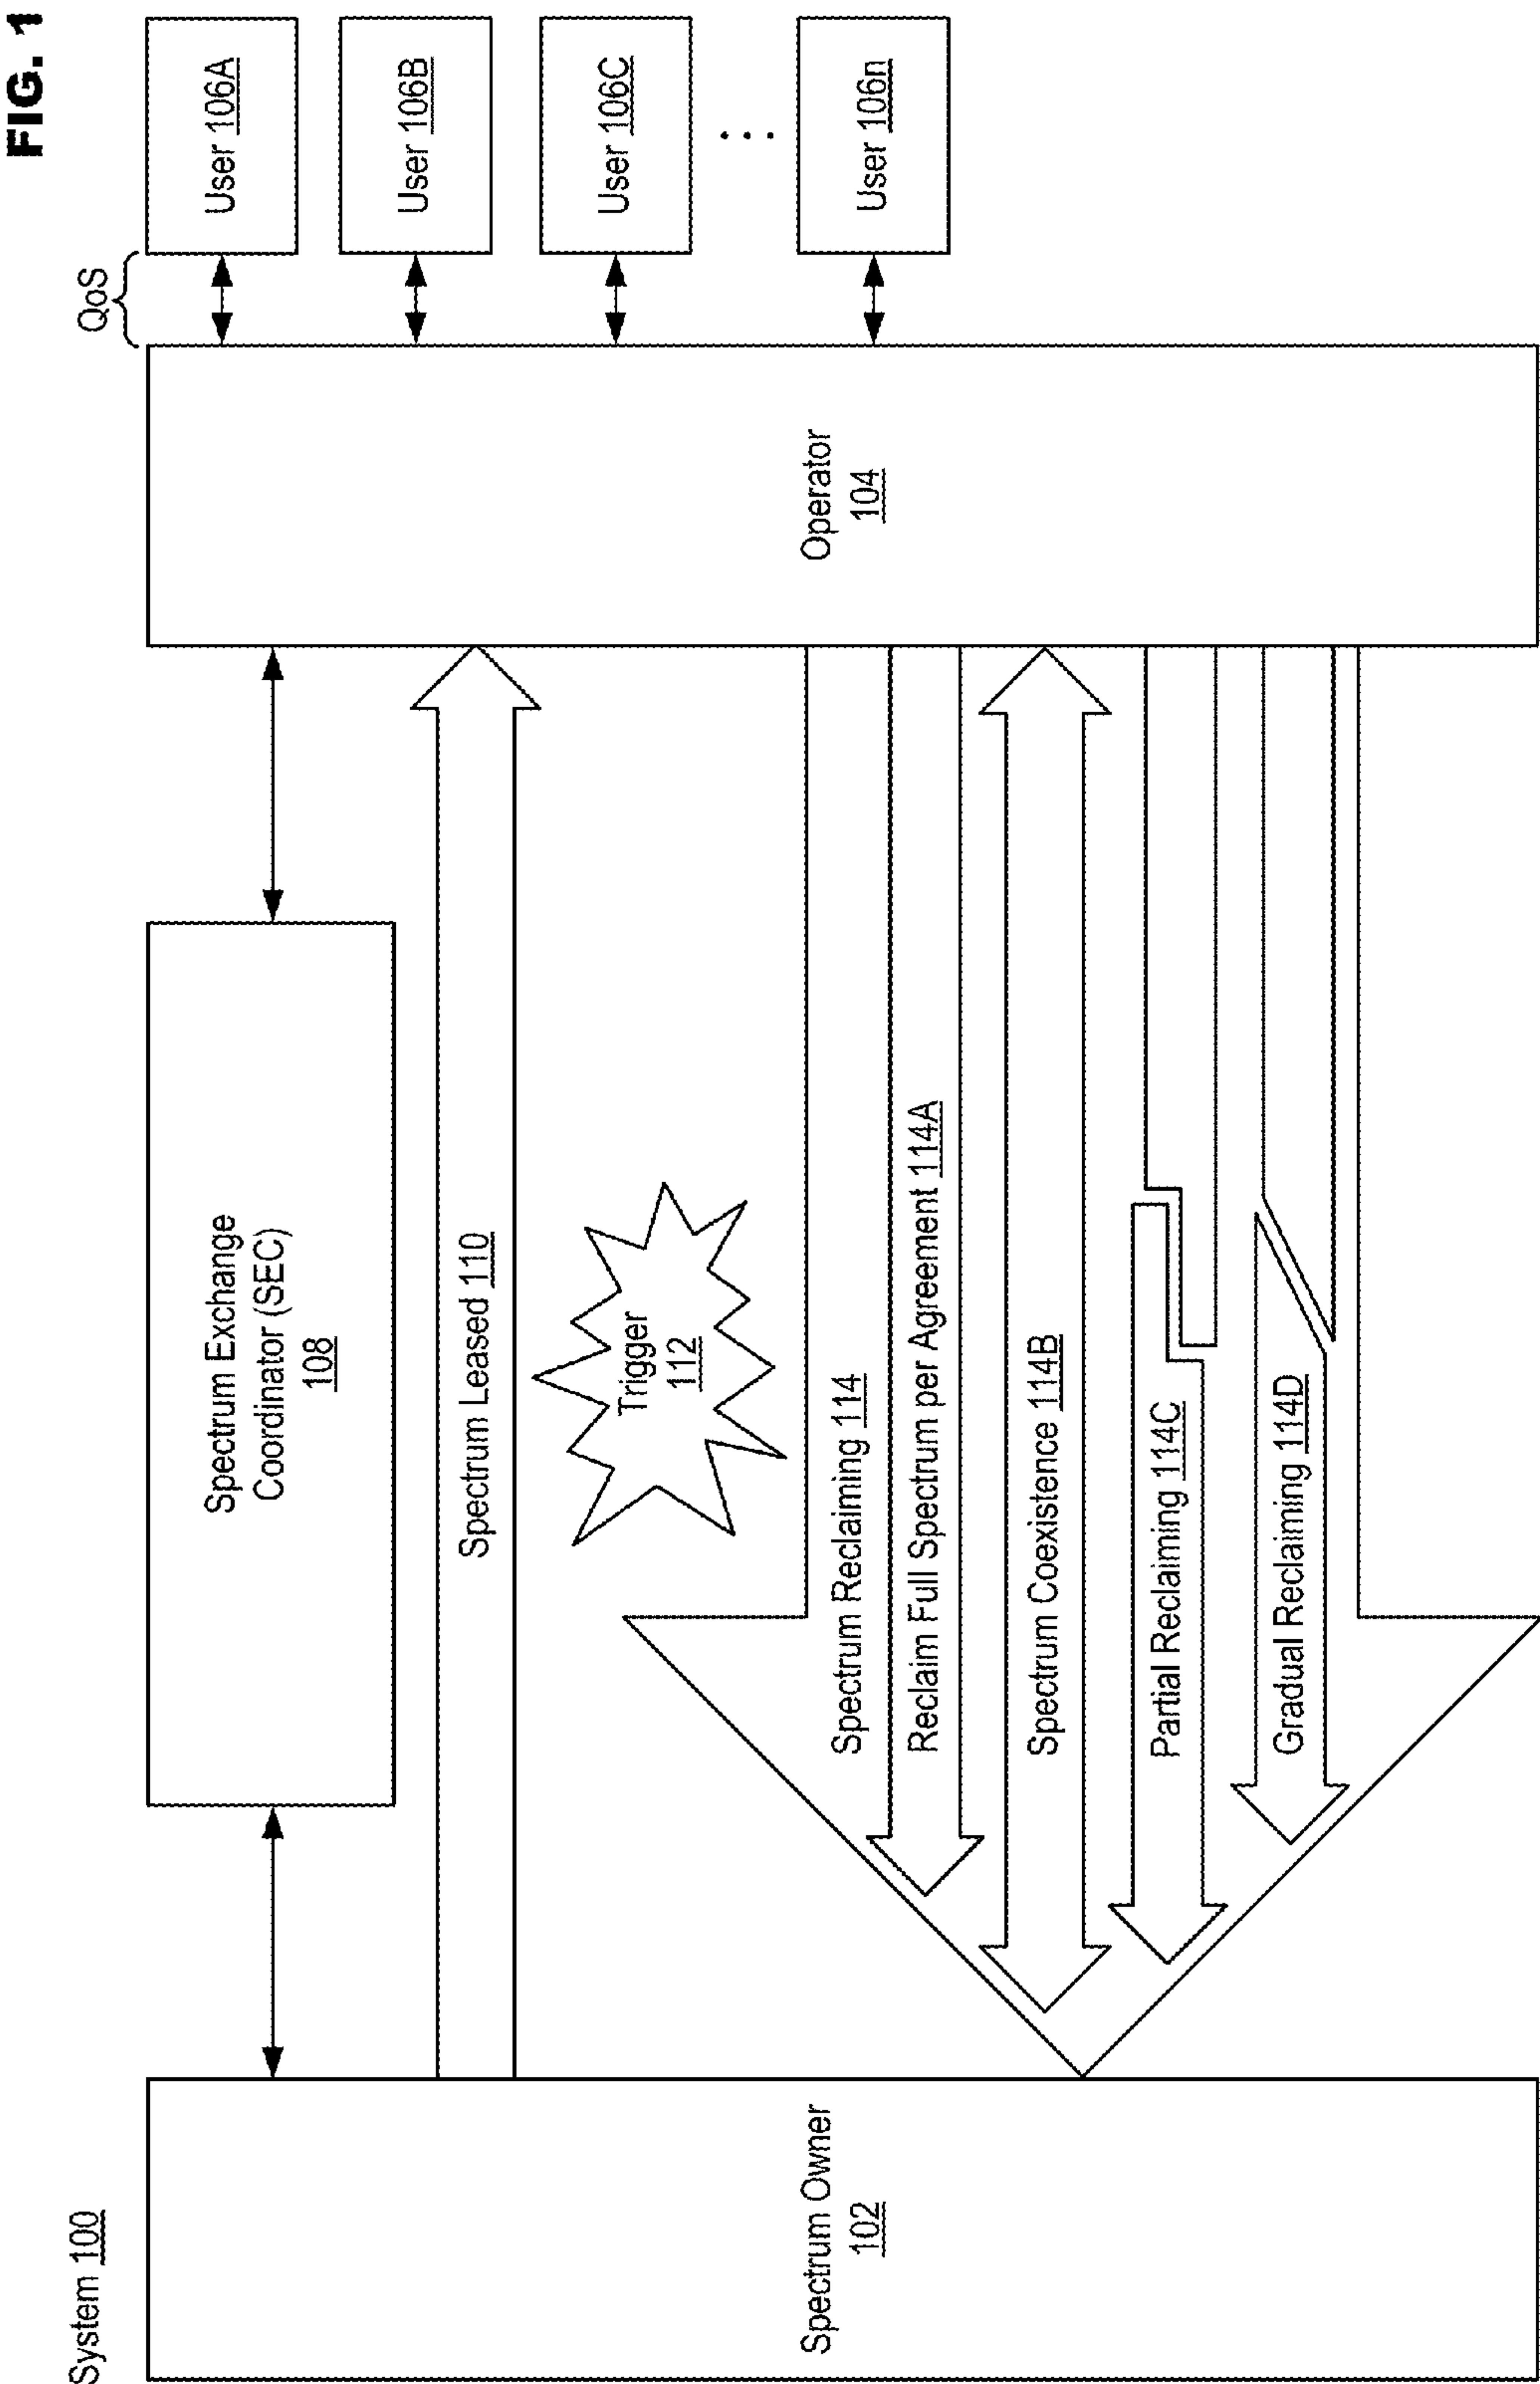 FIG. 1
System 100
QoS
Spectrum Owner
102
Spectrum Exchange
Coordinator (SEC)
108
Spectrum Leased 110
Trigger
112
Spectrum Reclaiming 114
Reclaim Full Spectrum per Agreement 114A
Spectrum Coexistence 114B
Partial Reclaiming 114C
Gradual Reclaiming 114D
Operator
104
User 106A
User 106B
User 106C
User 106n